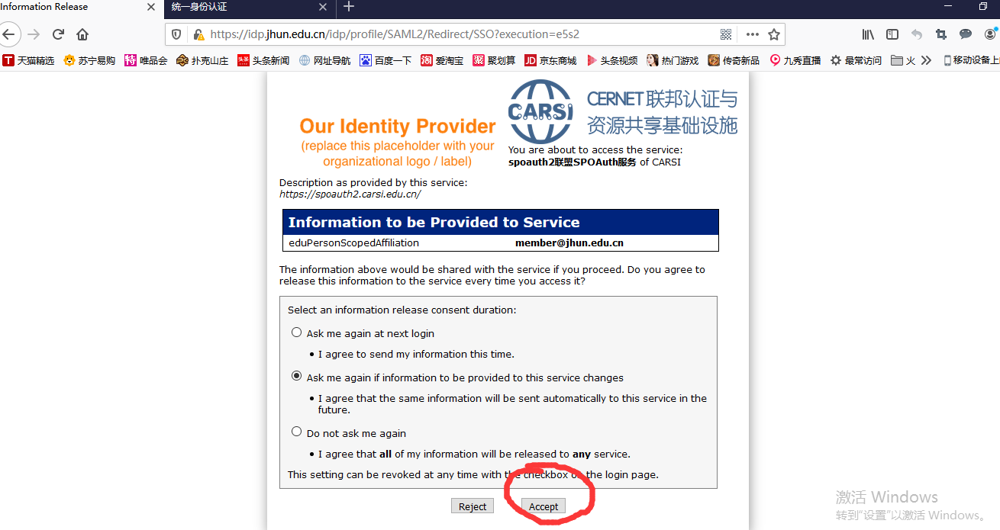 Information Release
统一身份认证
https://idp.jhun.edu.cn/idp/profile/SAML2/Redirect/SSO?execution=e5s2
T 天猫精选 苏宁易购 特 唯品会 扑克山庄 头条 头条新闻 网址导航 百度一下 淘 爱淘宝 聚 聚划算 JD 京东商城 头条视频 热门游戏 传奇新品 九秀直播 最常访问 火 移动设备上
CARSI
CERNET 联邦认证与
资源共享基础设施
Our Identity Provider
(replace this placeholder with your
organizational logo / label)
You are about to access the service:
spoauth2联盟SPOAuth服务 of CARSI
Description as provided by this service:
https://spoauth2.carsi.edu.cn/
Information to be Provided to Service
eduPersonScopedAffiliation member@jhun.edu.cn
The information above would be shared with the service if you proceed. Do you agree to
release this information to the service every time you access it?
Select an information release consent duration:
Ask me again at next login
• I agree to send my information this time.
Ask me again if information to be provided to this service changes
• I agree that the same information will be sent automatically to this service in the
future.
Do not ask me again
• I agree that all of my information will be released to any service.
This setting can be revoked at any time with the checkbox on the login page.
Reject Accept
激活 Windows
转到"设置"以激活 Windows。